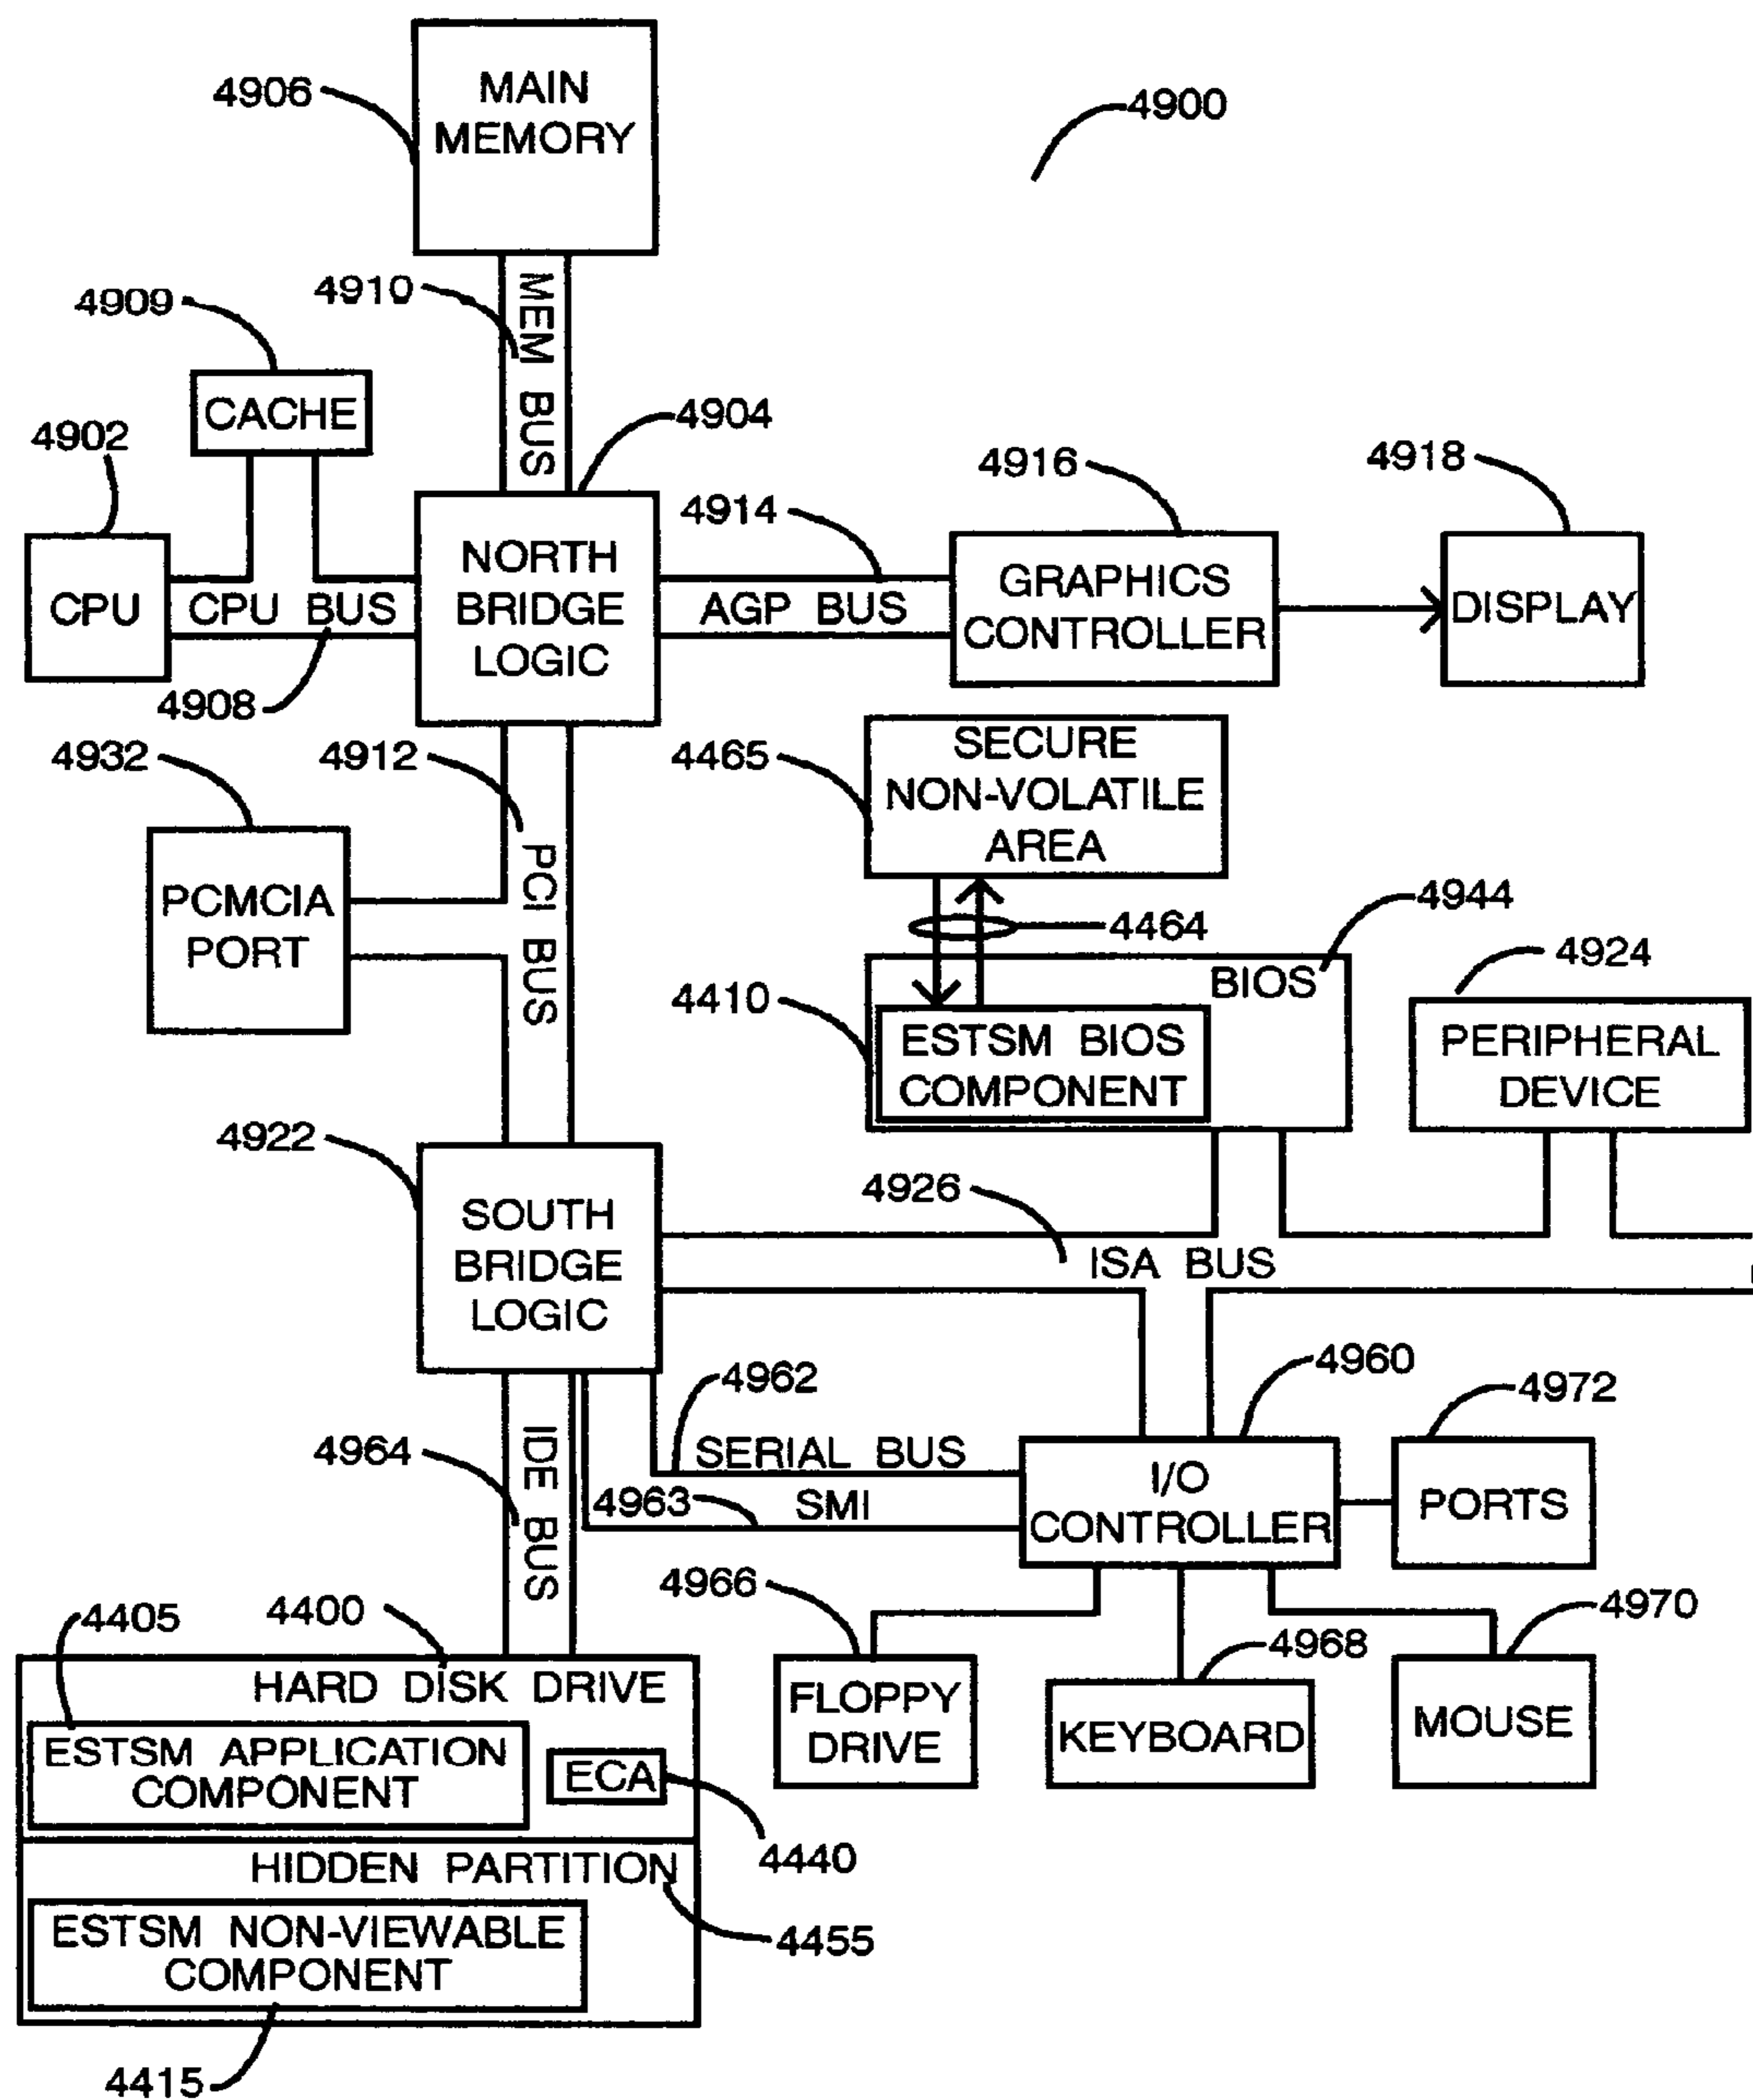 MAIN
MEMORY
4906
4900
4910
MEM BUS
4909
CACHE
4902
4904
4916
4918
4914
CPU
CPU BUS
NORTH
BRIDGE
LOGIC
AGP BUS
GRAPHICS
CONTROLLER
DISPLAY
4908
4932
4912
4465
SECURE
NON-VOLATILE
AREA
PCMCIA
PORT
PCI BUS
4464
4944
4924
BIOS
4410
ESTSM BIOS
COMPONENT
PERIPHERAL
DEVICE
4922
4926
SOUTH
BRIDGE
LOGIC
ISA BUS
4962
4960
4972
4964
IDE BUS
SERIAL BUS
4963
SMI
I/O
CONTROLLER
PORTS
4966
4405
4400
4968
4970
HARD DISK DRIVE
FLOPPY
DRIVE
KEYBOARD
MOUSE
ESTSM APPLICATION
COMPONENT
ECA
4440
HIDDEN PARTITION
4455
ESTSM NON-VIEWABLE
COMPONENT
4415